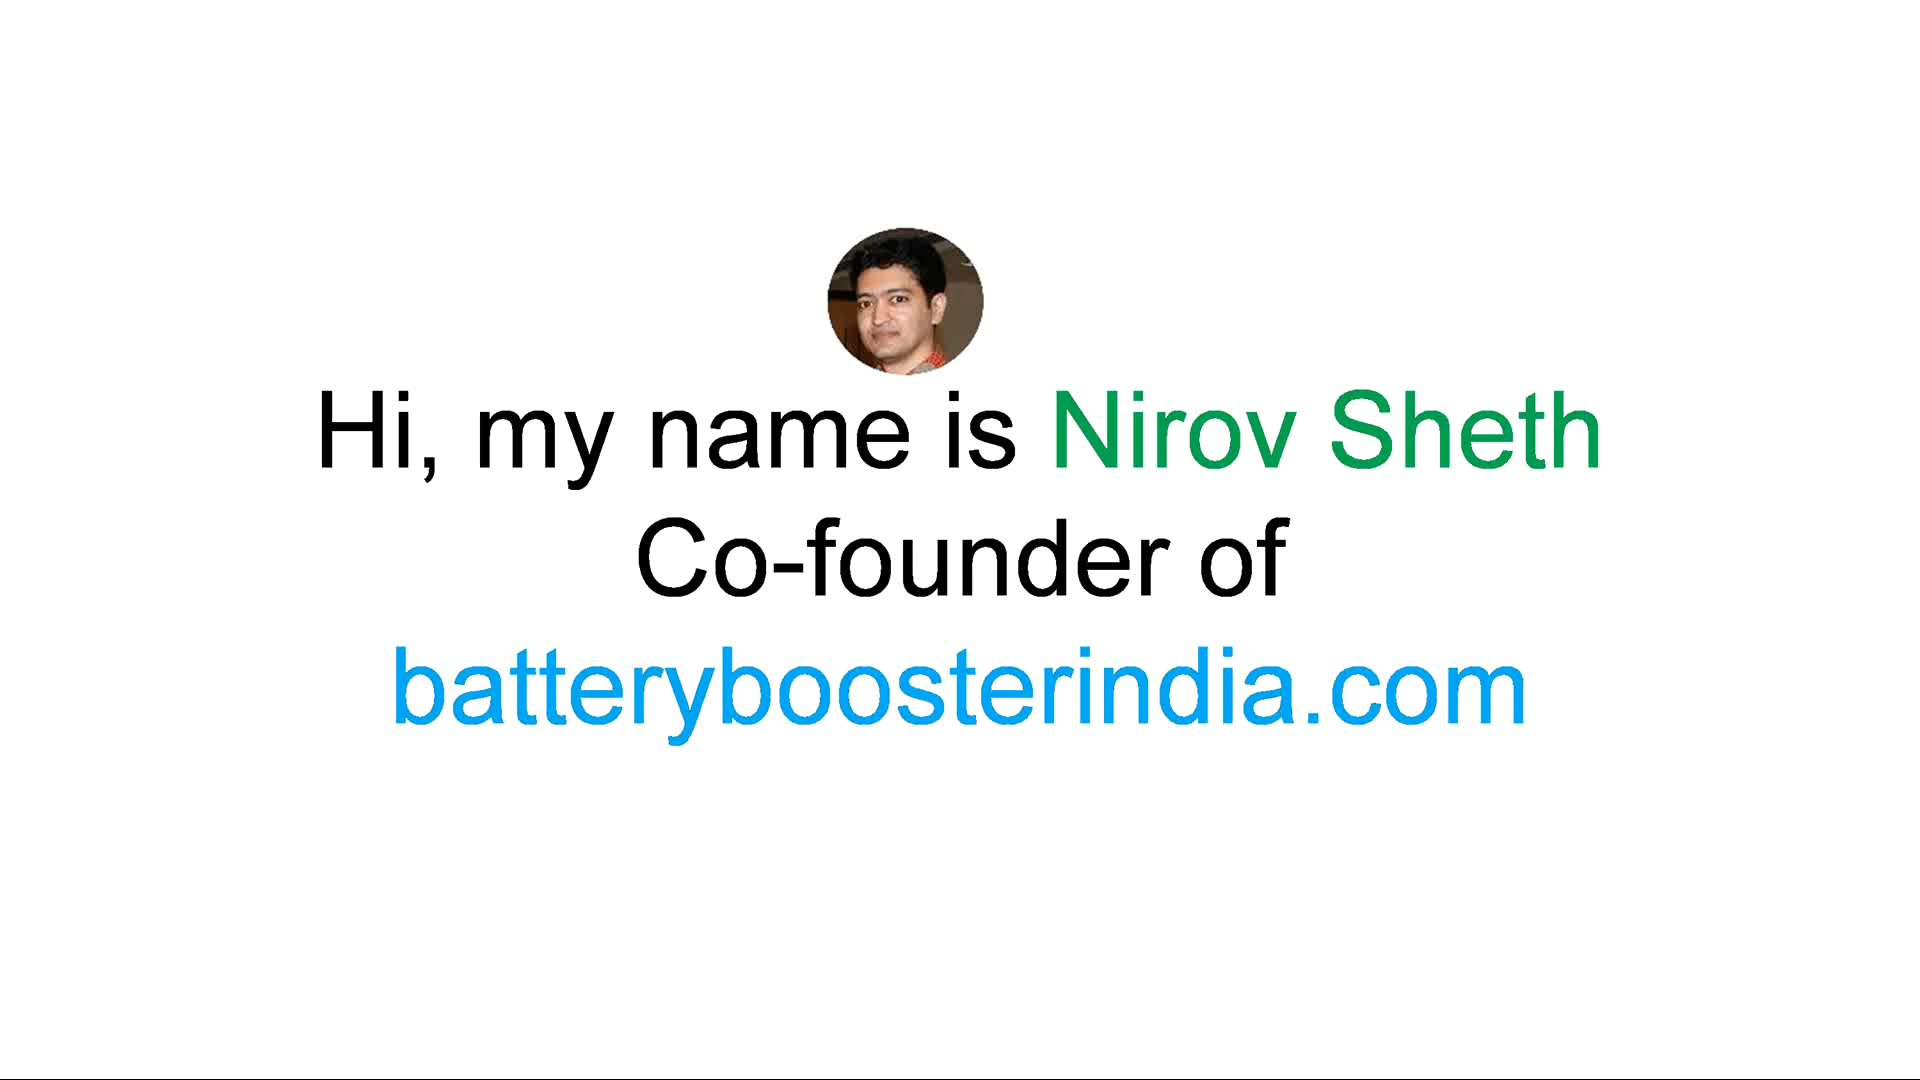 Hi, my name is Nirov Sheth
Co-founder of
batteryboosterindia.com